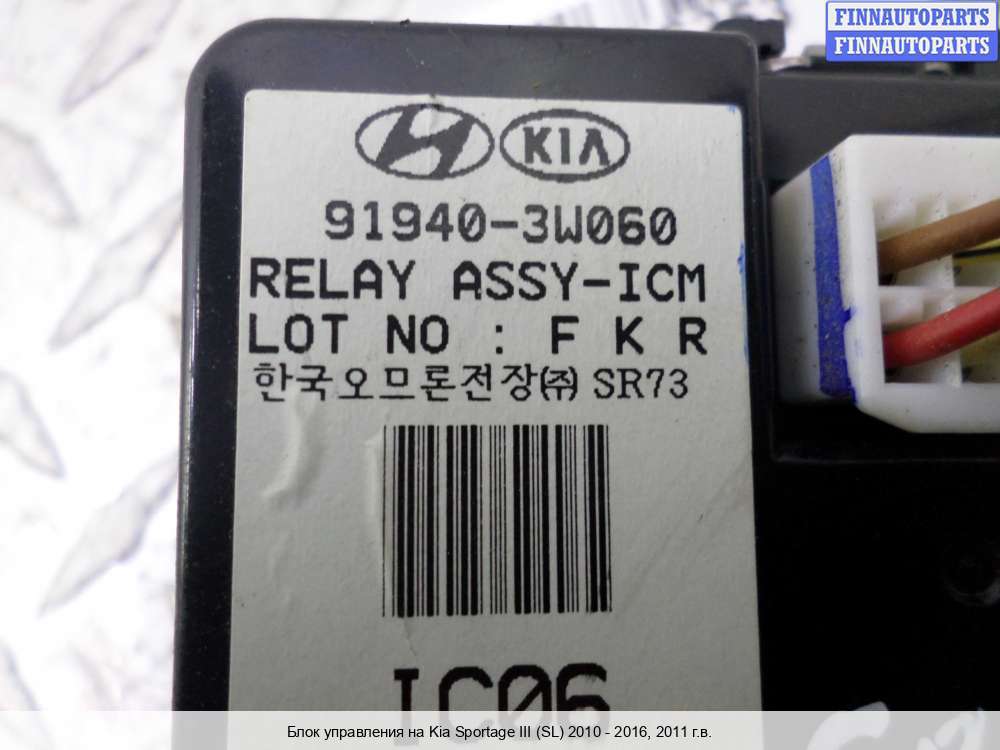 FINNAUTOPARTS
FINNAUTOPARTS
KIA
91940-3W060
RELAY ASSY-ICM
LOT NO : F K R
한국오므론전장㈜ SR73
IC06
Блок управления на Kia Sportage III (SL) 2010 - 2016, 2011 г.в.